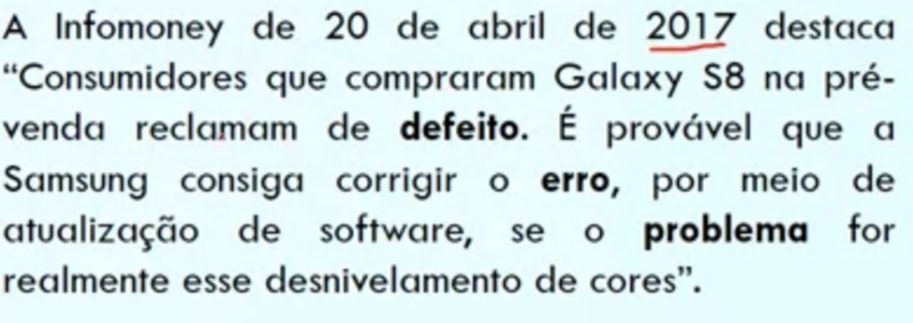 A Infomoney de 20 de abril de 2017 destaca
“Consumidores que compraram Galaxy S8 na pré-
venda reclamam de defeito. É provável que a
Samsung consiga corrigir o erro, por meio de
atualização de software, se o problema for
realmente esse desnivelamento de cores”.